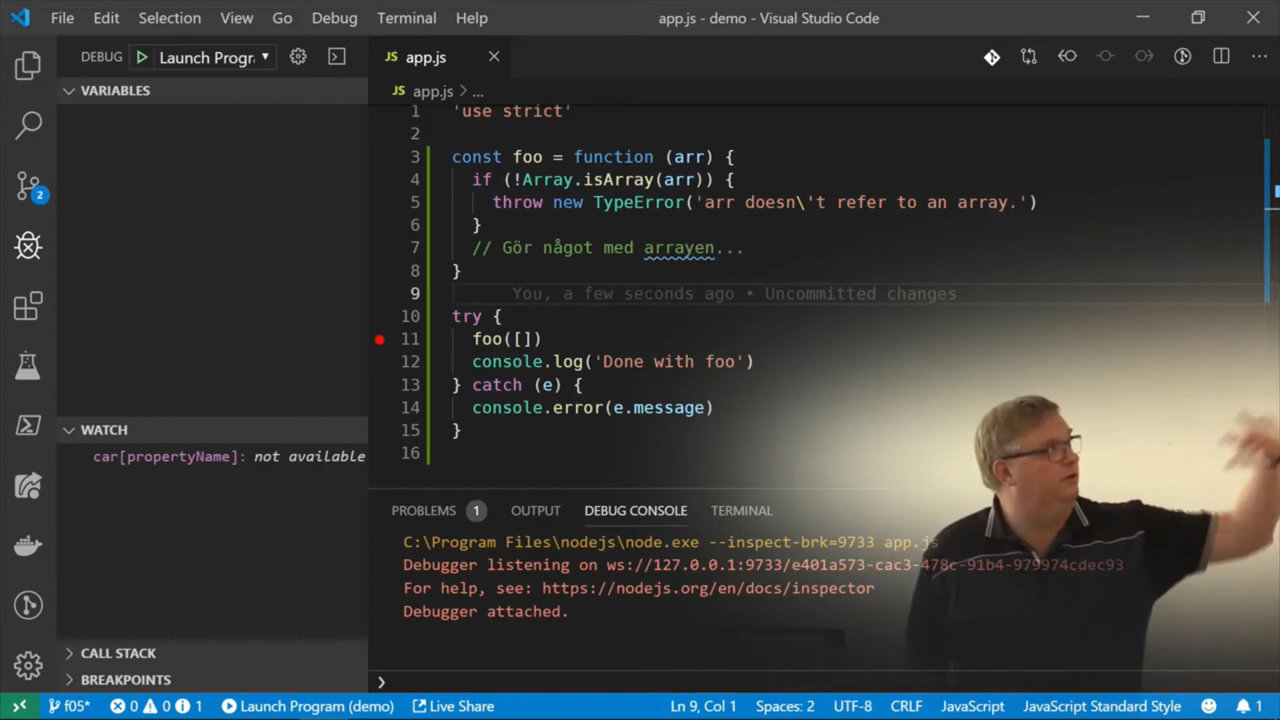 File Edit Selection View Go Debug Terminal Help app.js - demo - Visual Studio Code
DEBUG Launch Progr
JS app.js
JS app.js > ...
VARIABLES
1 'use strict'
2
3 const foo = function (arr) {
4 if (!Array.isArray(arr)) {
5 throw new TypeError('arr doesn\'t refer to an array.')
6 }
7 // Gör något med arrayen...
8 }
9 You, a few seconds ago • Uncommitted changes
10 try {
11 foo([])
12 console.log('Done with foo')
13 } catch (e) {
14 console.error(e.message)
15 }
16
2
WATCH
car[propertyName]: not available
CALL STACK
BREAKPOINTS
PROBLEMS 1 OUTPUT DEBUG CONSOLE TERMINAL
C:\Program Files\nodejs\node.exe --inspect-brk=9733 app.js
Debugger listening on ws://127.0.0.1:9733/e401a573-cac3-478c-91b4-979974cdec93
For help, see: https://nodejs.org/en/docs/inspector
Debugger attached.
f05* 0 0 1 Launch Program (demo) Live Share Ln 9, Col 1 Spaces: 2 UTF-8 CRLF JavaScript JavaScript Standard Style 1